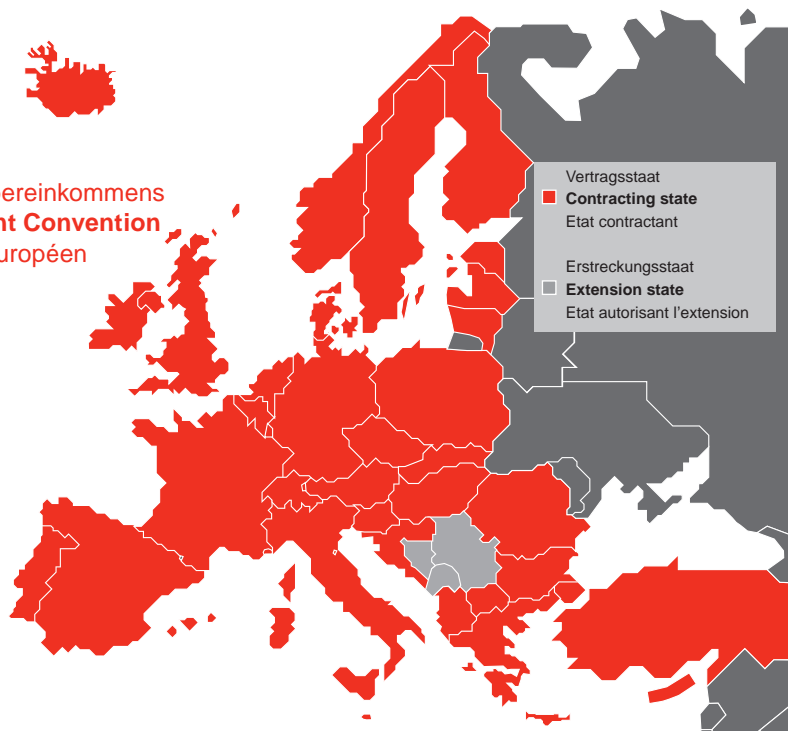 ereinkommens
nt Convention
uropéen
Vertragsstaat
Contracting state
Etat contractant
Erstreckungsstaat
Extension state
Etat autorisant l'extension